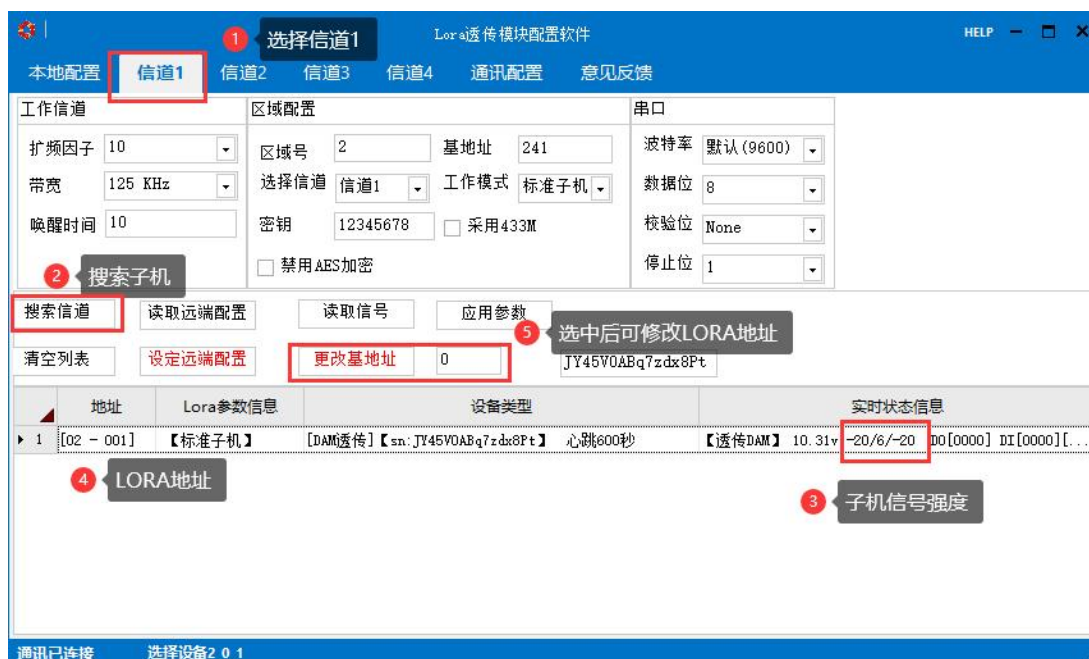 1 选择信道1
Lora透传模块配置软件
HELP
本地配置 信道1 信道2 信道3 信道4 通讯配置 意见反馈
工作信道 区域配置 串口
扩频因子 10 区域号 2 基地址 241 波特率 默认(9600)
带宽 125 KHz 选择信道 信道1 工作模式 标准子机 数据位 8
唤醒时间 10 密钥 12345678 采用433M 校验位 None
禁用AES加密 停止位 1
2 搜索子机
搜索信道 读取远端配置 读取信号 应用参数
5 选中后可修改LORA地址
清空列表 设定远端配置 更改基地址 0 JY45V0ABq7zdx8Pt
地址 Lora参数信息 设备类型 实时状态信息
1 [02 - 001] 【标准子机】 [DAM透传]【sn:JY45V0ABq7zdx8Pt】 心跳600秒 【透传DAM】 10.31v -20/6/-20 DO[0000] DI[0000][...
4 LORA地址
3 子机信号强度
通讯已连接 选择设备2 0 1